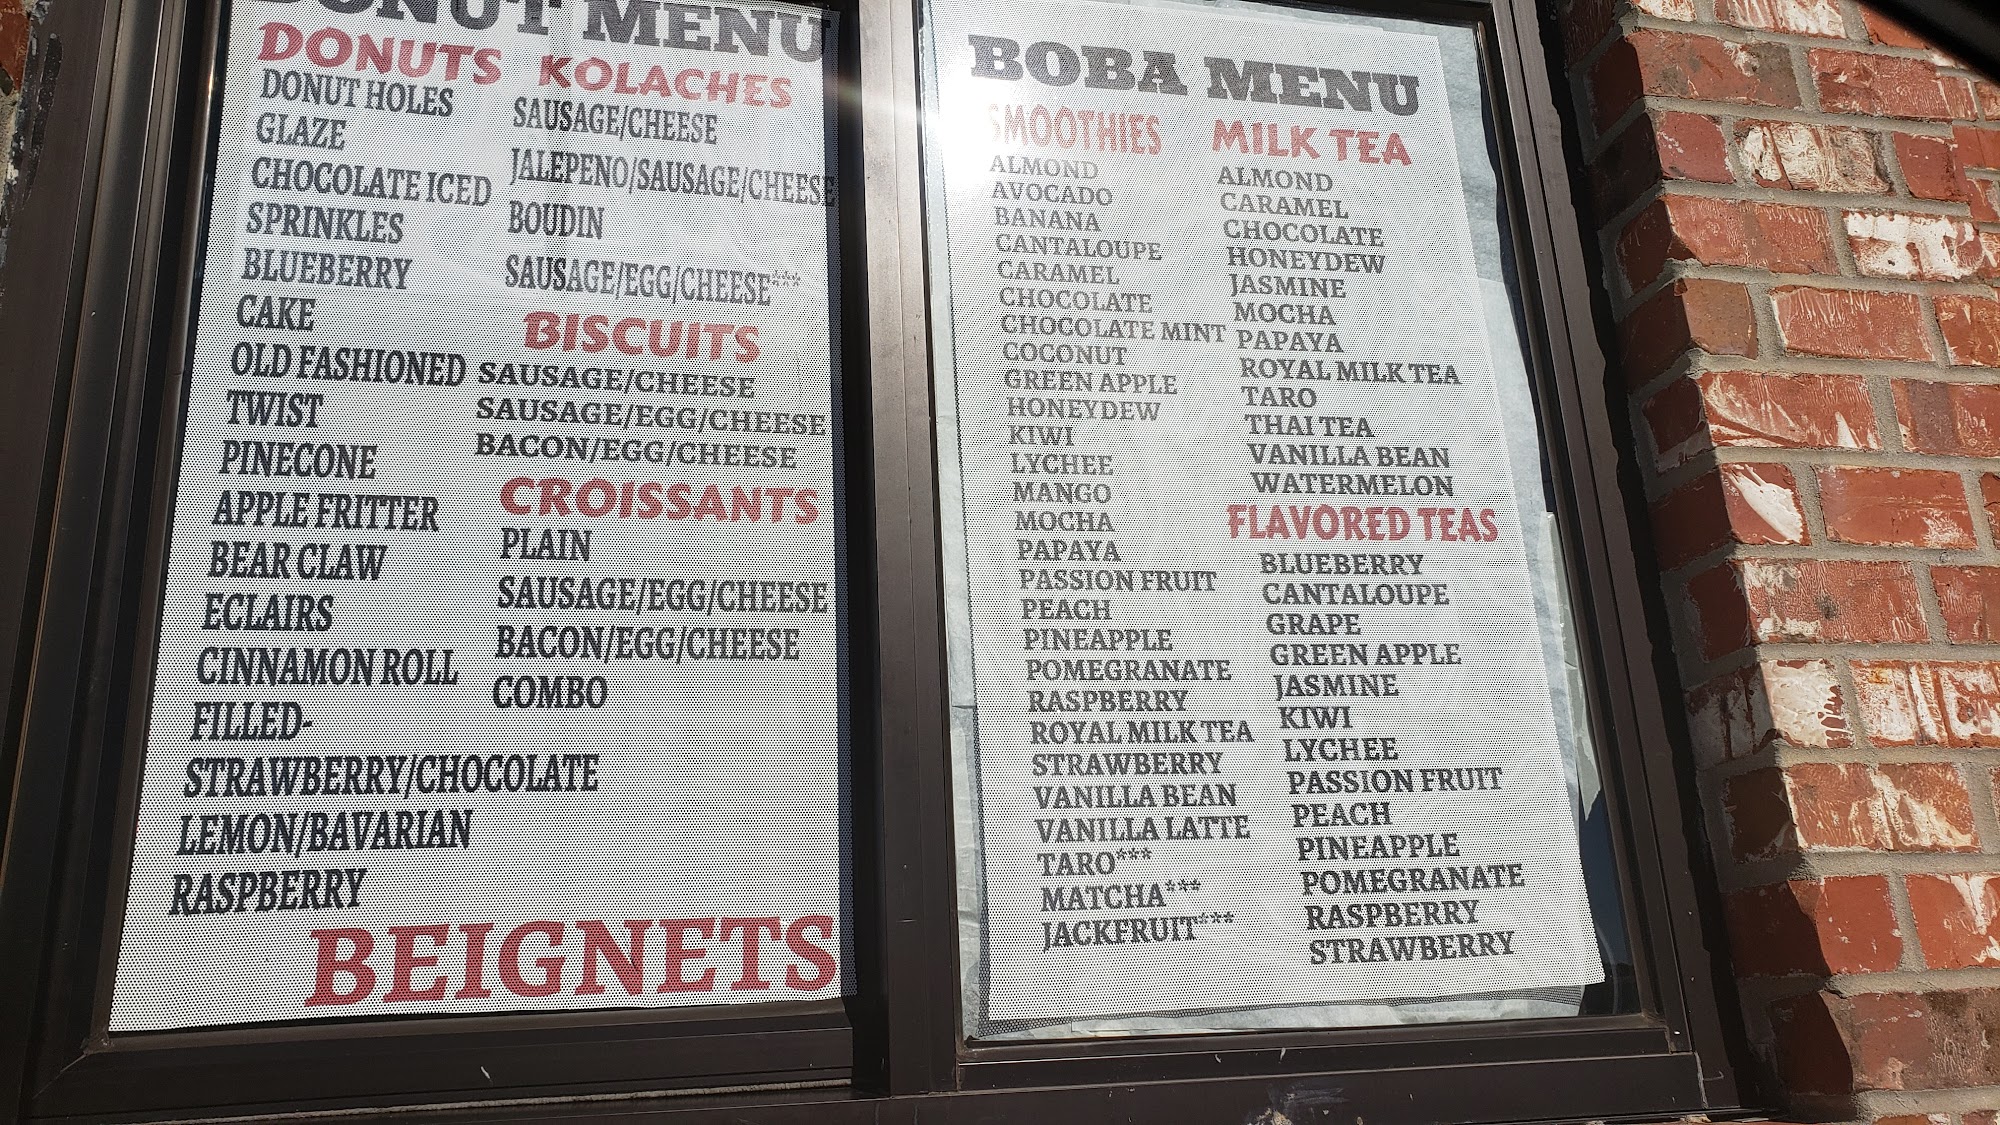 DONUT MENU
DONUTS
DONUT HOLES
GLAZE
CHOCOLATE ICED
SPRINKLES
BLUEBERRY
CAKE
OLD FASHIONED
TWIST
PINECONE
APPLE FRITTER
BEAR CLAW
ECLAIRS
CINNAMON ROLL
FILLED-
STRAWBERRY/CHOCOLATE
LEMON/BAVARIAN
RASPBERRY
KOLACHES
SAUSAGE/CHEESE
JALEPENO/SAUSAGE/CHEESE
BOUDIN
SAUSAGE/EGG/CHEESE***
BISCUITS
SAUSAGE/CHEESE
SAUSAGE/EGG/CHEESE
BACON/EGG/CHEESE
CROISSANTS
PLAIN
SAUSAGE/EGG/CHEESE
BACON/EGG/CHEESE
COMBO
BEIGNETS
BOBA MENU
SMOOTHIES
ALMOND
AVOCADO
BANANA
CANTALOUPE
CARAMEL
CHOCOLATE
CHOCOLATE MINT
COCONUT
GREEN APPLE
HONEYDEW
KIWI
LYCHEE
MANGO
MOCHA
PAPAYA
PASSION FRUIT
PEACH
PINEAPPLE
POMEGRANATE
RASPBERRY
ROYAL MILK TEA
STRAWBERRY
VANILLA BEAN
VANILLA LATTE
TARO***
MATCHA***
JACKFRUIT***
MILK TEA
ALMOND
CARAMEL
CHOCOLATE
HONEYDEW
JASMINE
MOCHA
PAPAYA
ROYAL MILK TEA
TARO
THAI TEA
VANILLA BEAN
WATERMELON
FLAVORED TEAS
BLUEBERRY
CANTALOUPE
GRAPE
GREEN APPLE
JASMINE
KIWI
LYCHEE
PASSION FRUIT
PEACH
PINEAPPLE
POMEGRANATE
RASPBERRY
STRAWBERRY